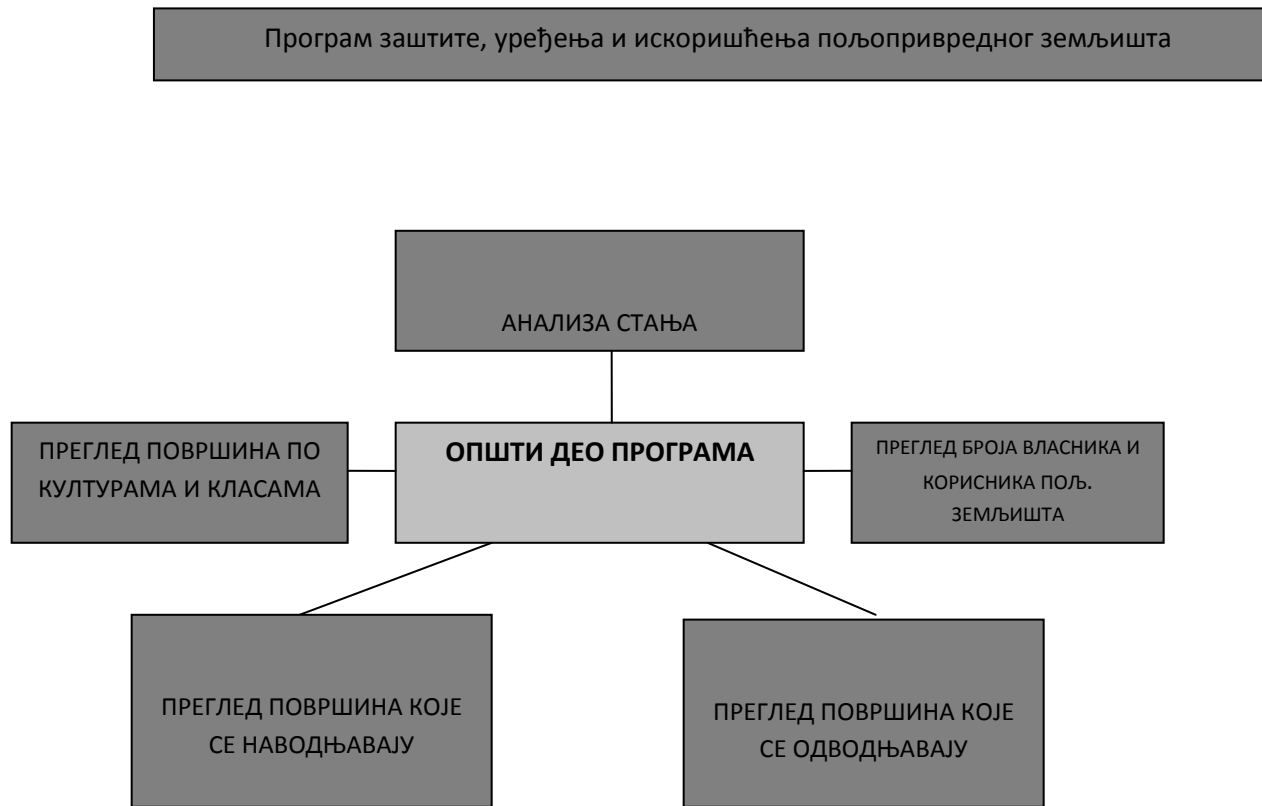 Програм заштите, уређења и искоришћења пољопривредног земљишта
АНАЛИЗА СТАЊА
ПРЕГЛЕД ПОВРШИНА ПО
КУЛТУРАМА И КЛАСАМА
ОПШТИ ДЕО ПРОГРАМА
ПРЕГЛЕД БРОЈА ВЛАСНИКА И
КОРИСНИКА ПОЉ.
ЗЕМЉИШТА
ПРЕГЛЕД ПОВРШИНА КОЈЕ
СЕ НАВОДЊАВАЈУ
ПРЕГЛЕД ПОВРШИНА КОЈЕ
СЕ ОДВОДЊАВАЈУ